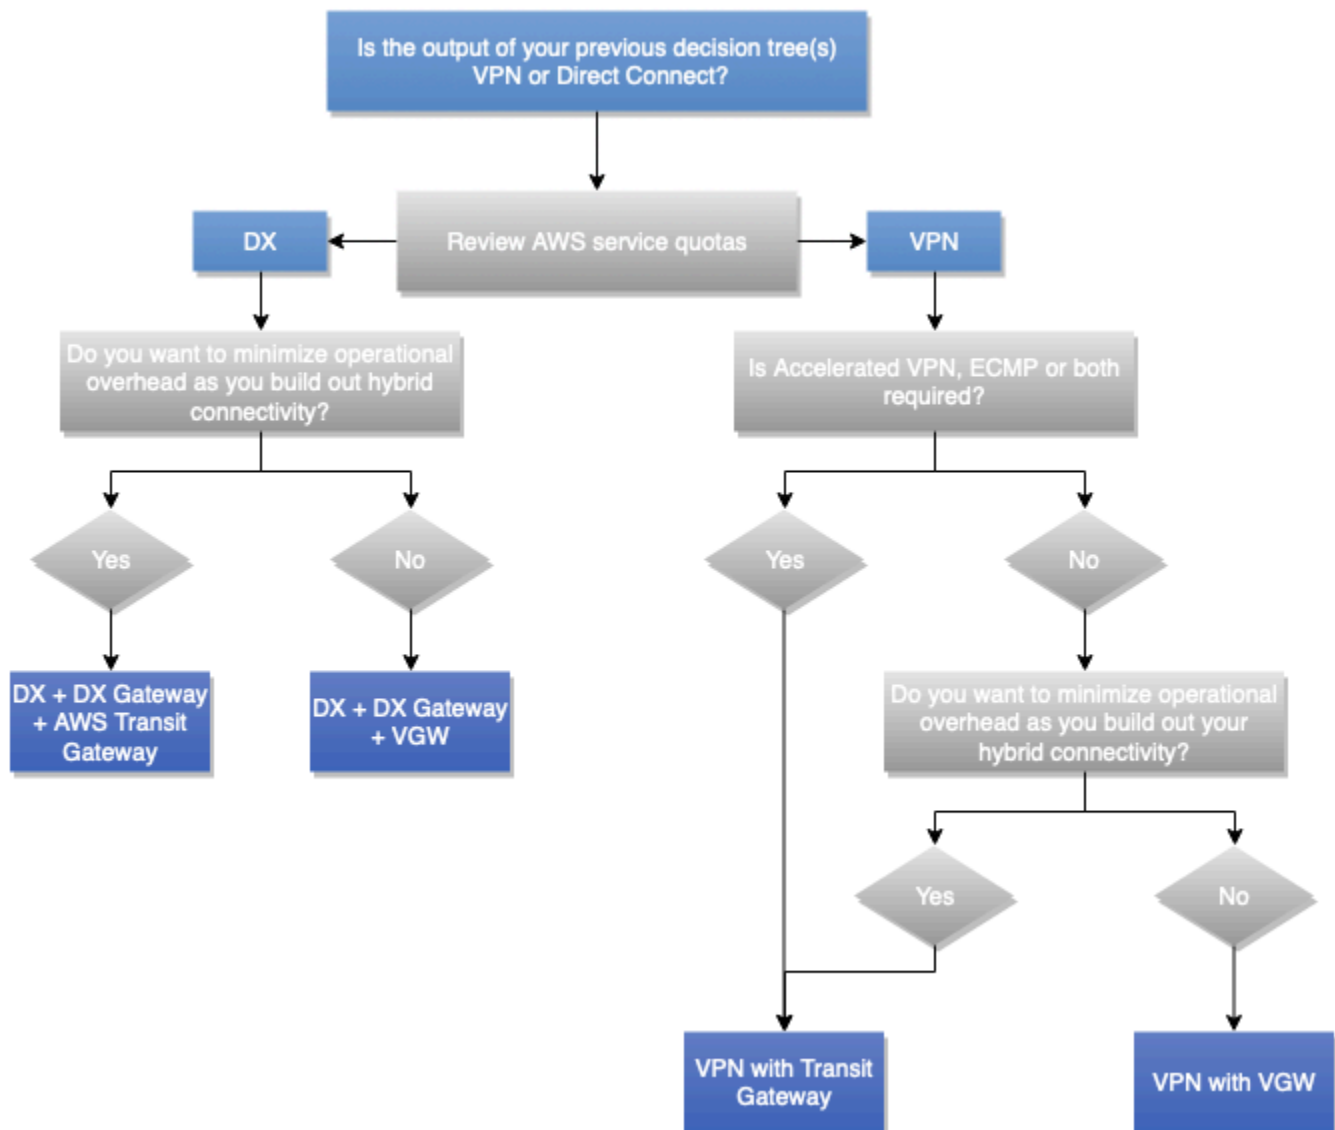 Is the output of your previous decision tree(s)
VPN or Direct Connect?
DX
Review AWS service quotas
VPN
Do you want to minimize operational
overhead as you build out hybrid
connectivity?
Is Accelerated VPN, ECMP or both
required?
Yes
No
Yes
No
DX + DX Gateway
+ AWS Transit
Gateway
DX + DX Gateway
+ VGW
Do you want to minimize operational
overhead as you build out your
hybrid connectivity?
Yes
No
VPN with Transit
Gateway
VPN with VGW